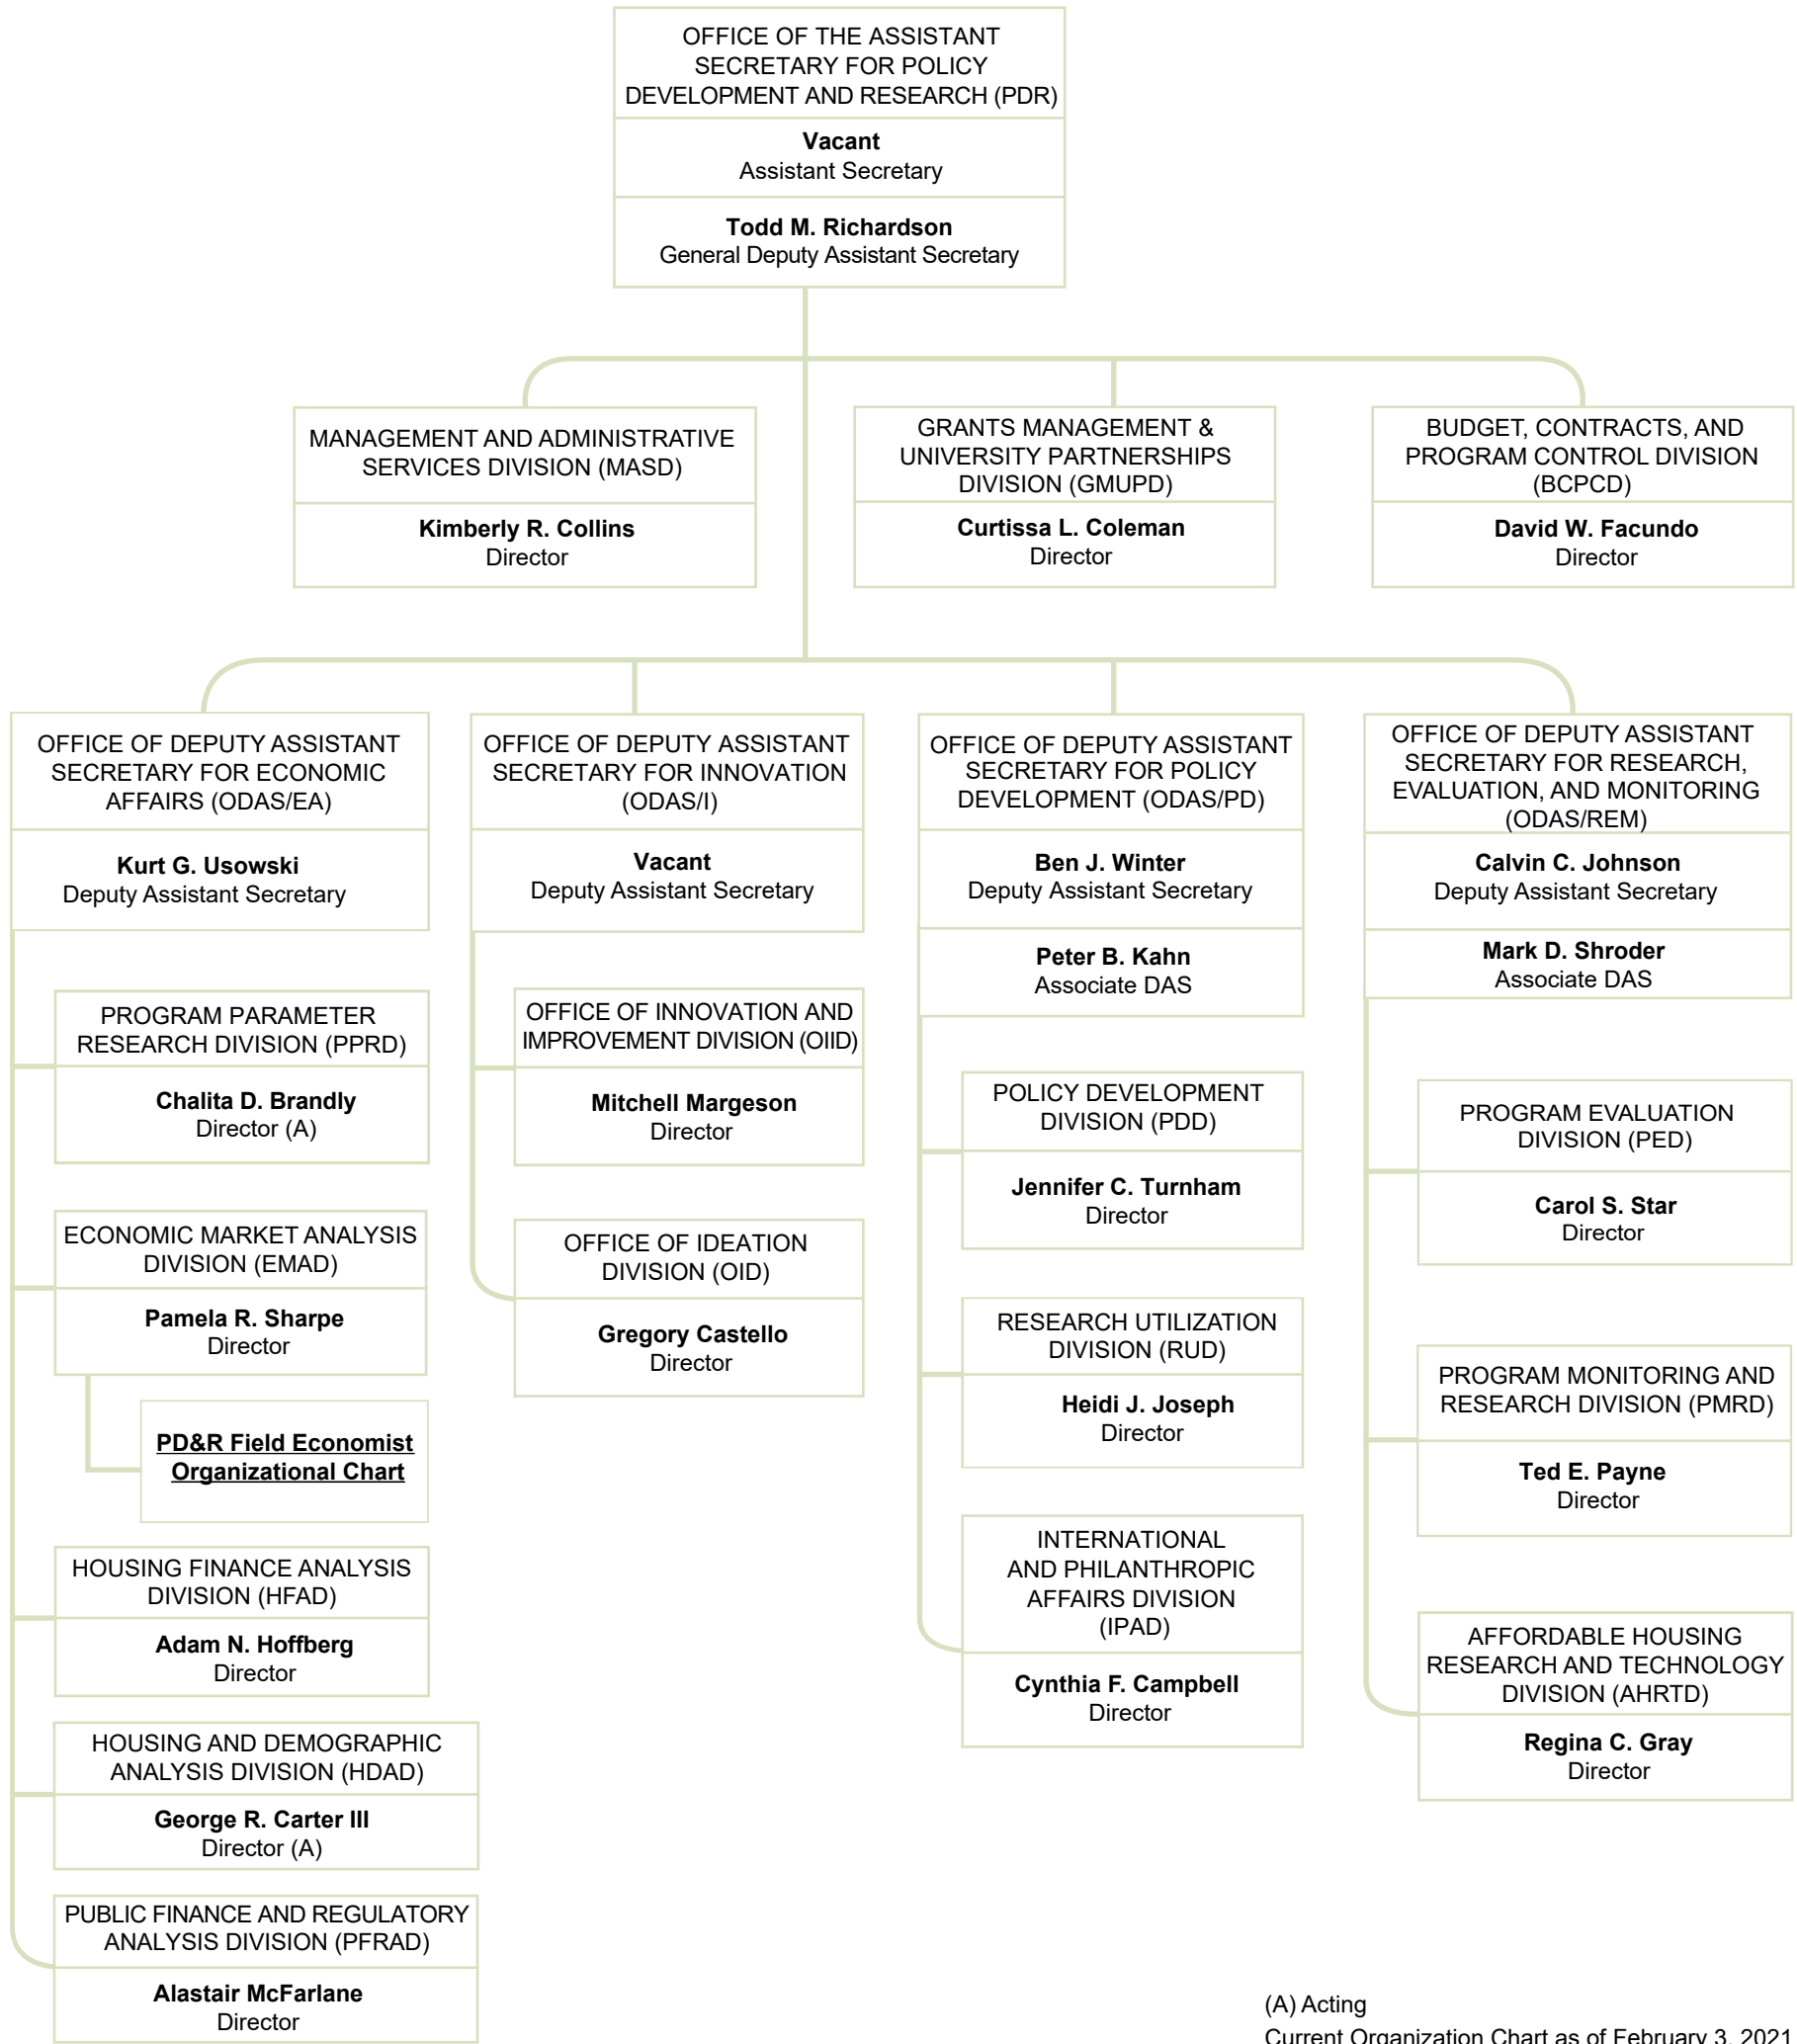 OFFICE OF THE ASSISTANT
SECRETARY FOR POLICY
DEVELOPMENT AND RESEARCH (PDR)
Vacant
Assistant Secretary
Todd M. Richardson
General Deputy Assistant Secretary
MANAGEMENT AND ADMINISTRATIVE
SERVICES DIVISION (MASD)
Kimberly R. Collins
Director
GRANTS MANAGEMENT &
UNIVERSITY PARTNERSHIPS
DIVISION (GMUPD)
Curtissa L. Coleman
Director
BUDGET, CONTRACTS, AND
PROGRAM CONTROL DIVISION
(BCPCD)
David W. Facundo
Director
OFFICE OF DEPUTY ASSISTANT
SECRETARY FOR ECONOMIC
AFFAIRS (ODAS/EA)
Kurt G. Usowski
Deputy Assistant Secretary
PROGRAM PARAMETER
RESEARCH DIVISION (PPRD)
Chalita D. Brandly
Director (A)
ECONOMIC MARKET ANALYSIS
DIVISION (EMAD)
Pamela R. Sharpe
Director
PD&R Field Economist
Organizational Chart
HOUSING FINANCE ANALYSIS
DIVISION (HFAD)
Adam N. Hoffberg
Director
HOUSING AND DEMOGRAPHIC
ANALYSIS DIVISION (HDAD)
George R. Carter III
Director (A)
PUBLIC FINANCE AND REGULATORY
ANALYSIS DIVISION (PFRAD)
Alastair McFarlane
Director
OFFICE OF DEPUTY ASSISTANT
SECRETARY FOR INNOVATION
(ODAS/I)
Vacant
Deputy Assistant Secretary
OFFICE OF INNOVATION AND
IMPROVEMENT DIVISION (OIID)
Mitchell Margeson
Director
OFFICE OF IDEATION
DIVISION (OID)
Gregory Castello
Director
OFFICE OF DEPUTY ASSISTANT
SECRETARY FOR POLICY
DEVELOPMENT (ODAS/PD)
Ben J. Winter
Deputy Assistant Secretary
Peter B. Kahn
Associate DAS
POLICY DEVELOPMENT
DIVISION (PDD)
Jennifer C. Turnham
Director
RESEARCH UTILIZATION
DIVISION (RUD)
Heidi J. Joseph
Director
INTERNATIONAL
AND PHILANTHROPIC
AFFAIRS DIVISION
(IPAD)
Cynthia F. Campbell
Director
OFFICE OF DEPUTY ASSISTANT
SECRETARY FOR RESEARCH,
EVALUATION, AND MONITORING
(ODAS/REM)
Calvin C. Johnson
Deputy Assistant Secretary
Mark D. Shroder
Associate DAS
PROGRAM EVALUATION
DIVISION (PED)
Carol S. Star
Director
PROGRAM MONITORING AND
RESEARCH DIVISION (PMRD)
Ted E. Payne
Director
AFFORDABLE HOUSING
RESEARCH AND TECHNOLOGY
DIVISION (AHRTD)
Regina C. Gray
Director
(A) Acting
Current Organization Chart as of February 3, 2021